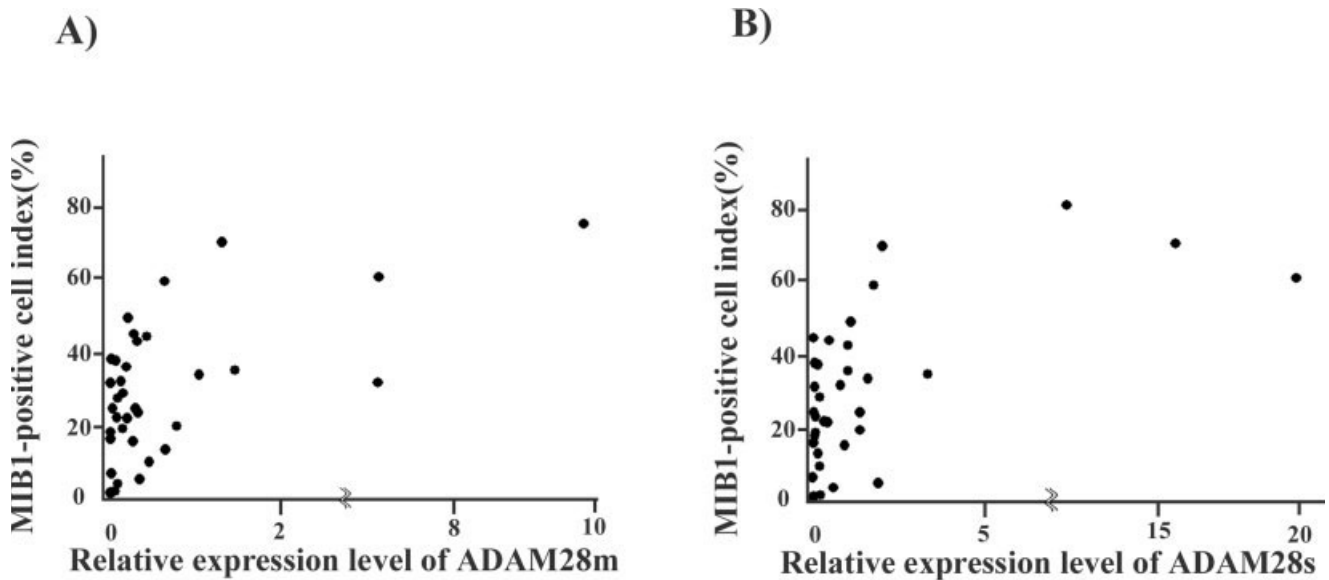 A)
MIB1-positive cell index(%)
80
60
40
20
0
0 2 8 10
Relative expression level of ADAM28m
B)
MIB1-positive cell index(%)
80
60
40
20
0
0 5 15 20
Relative expression level of ADAM28s